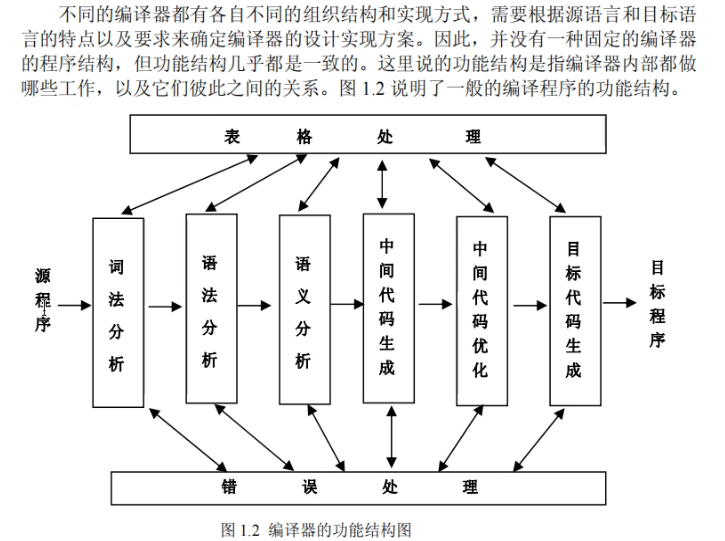 不同的编译器都有各自不同的组织结构和实现方式，需要根据源语言和目标语
言的特点以及要求来确定编译器的设计实现方案。因此，并没有一种固定的编译器
的程序结构，但功能结构几乎都是一致的。这里说的功能结构是指编译器内部都做
哪些工作，以及它们彼此之间的关系。图 1.2 说明了一般的编译程序的功能结构。
表 格 处 理
源程序
词法分析
语法分析
语义分析
中间代码生成
中间代码优化
目标代码生成
目标程序
错 误 处 理
图 1.2 编译器的功能结构图